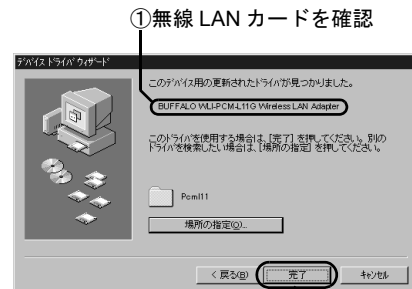 ①無線 LAN カードを確認
デバイス ドライバ ウィザード
このデバイス用の更新されたドライバが見つかりました。
BUFFALO WLI-PCM-L11G Wireless LAN Adapter
このドライバを使用する場合は、[完了] を押してください。別の
ドライバを検索したい場合は、[場所の指定] を押してください。
Pcml11
場所の指定(O)...
< 戻る(B)
完了
キャンセル